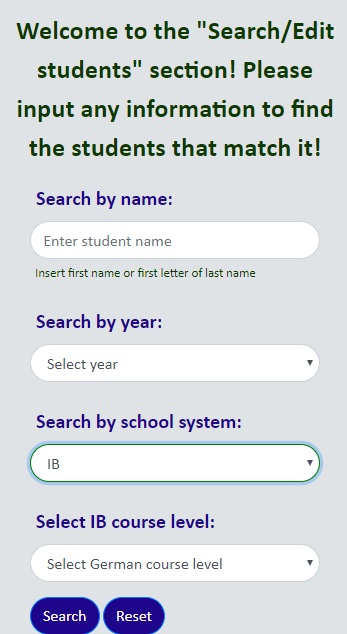 Welcome to the "Search/Edit
students" section! Please
input any information to find
the students that match it!
Search by name:
Enter student name
Insert first name or first letter of last name
Search by year:
Select year
Search by school system:
IB
Select IB course level:
Select German course level
Search Reset